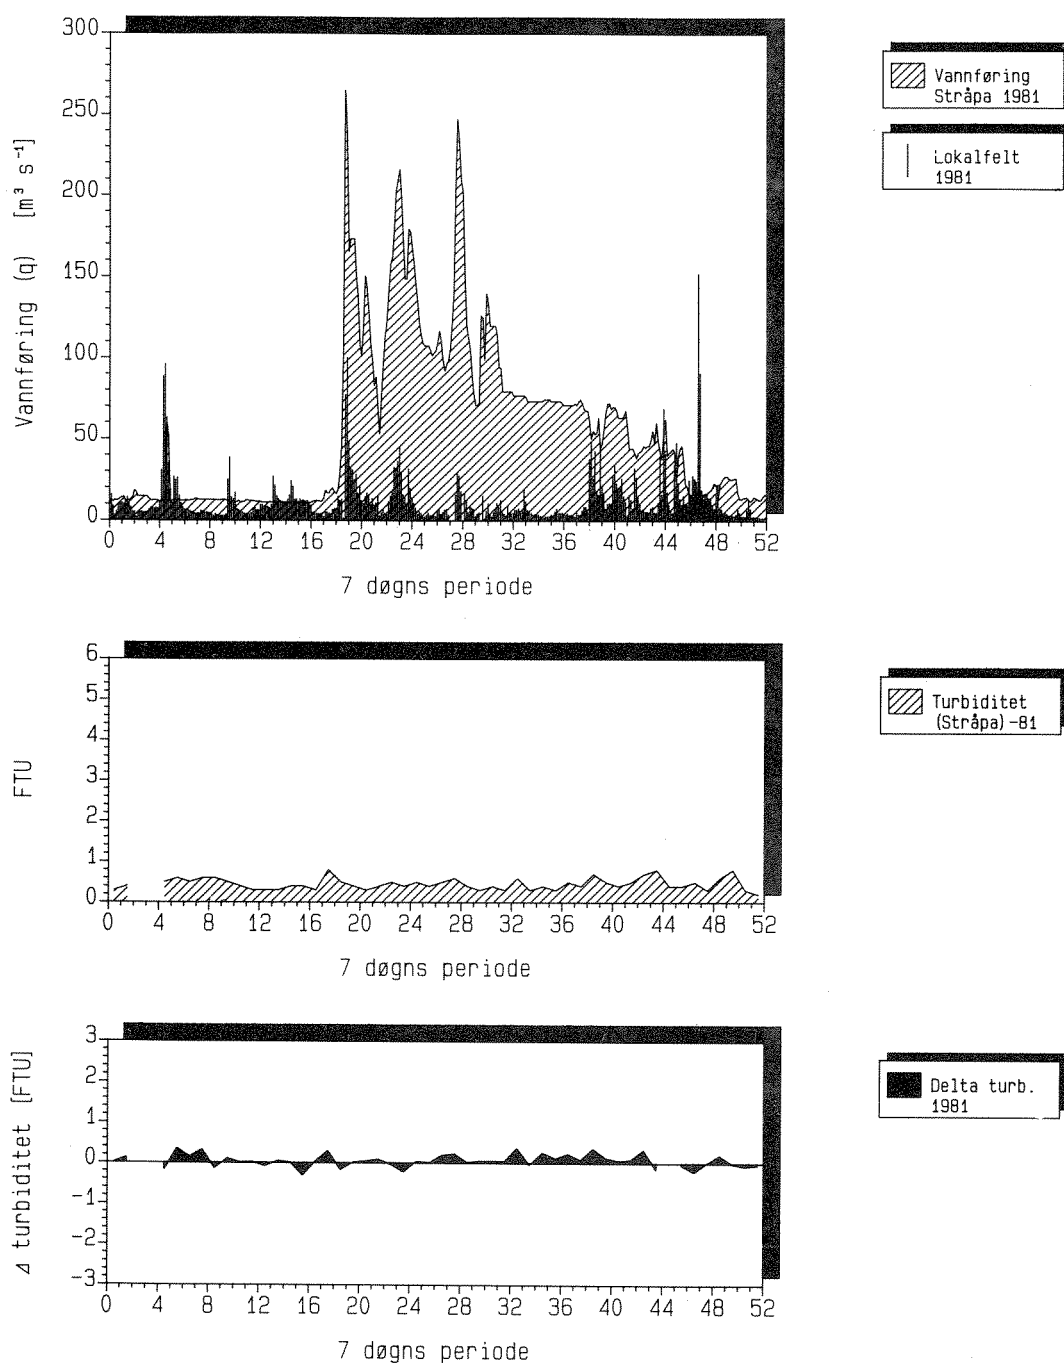 300
250
200
150
100
50
0
Vannføring (q) [m³ s⁻¹]
0 4 8 12 16 20 24 28 32 36 40 44 48 52
7 døgns periode
Vannføring
Stråpa 1981
Lokalfelt
1981
6
5
4
3
2
1
0
FTU
0 4 8 12 16 20 24 28 32 36 40 44 48 52
7 døgns periode
Turbiditet
(Stråpa)-81
3
2
1
0
-1
-2
-3
Δ turbiditet [FTU]
0 4 8 12 16 20 24 28 32 36 40 44 48 52
7 døgns periode
Delta turb.
1981